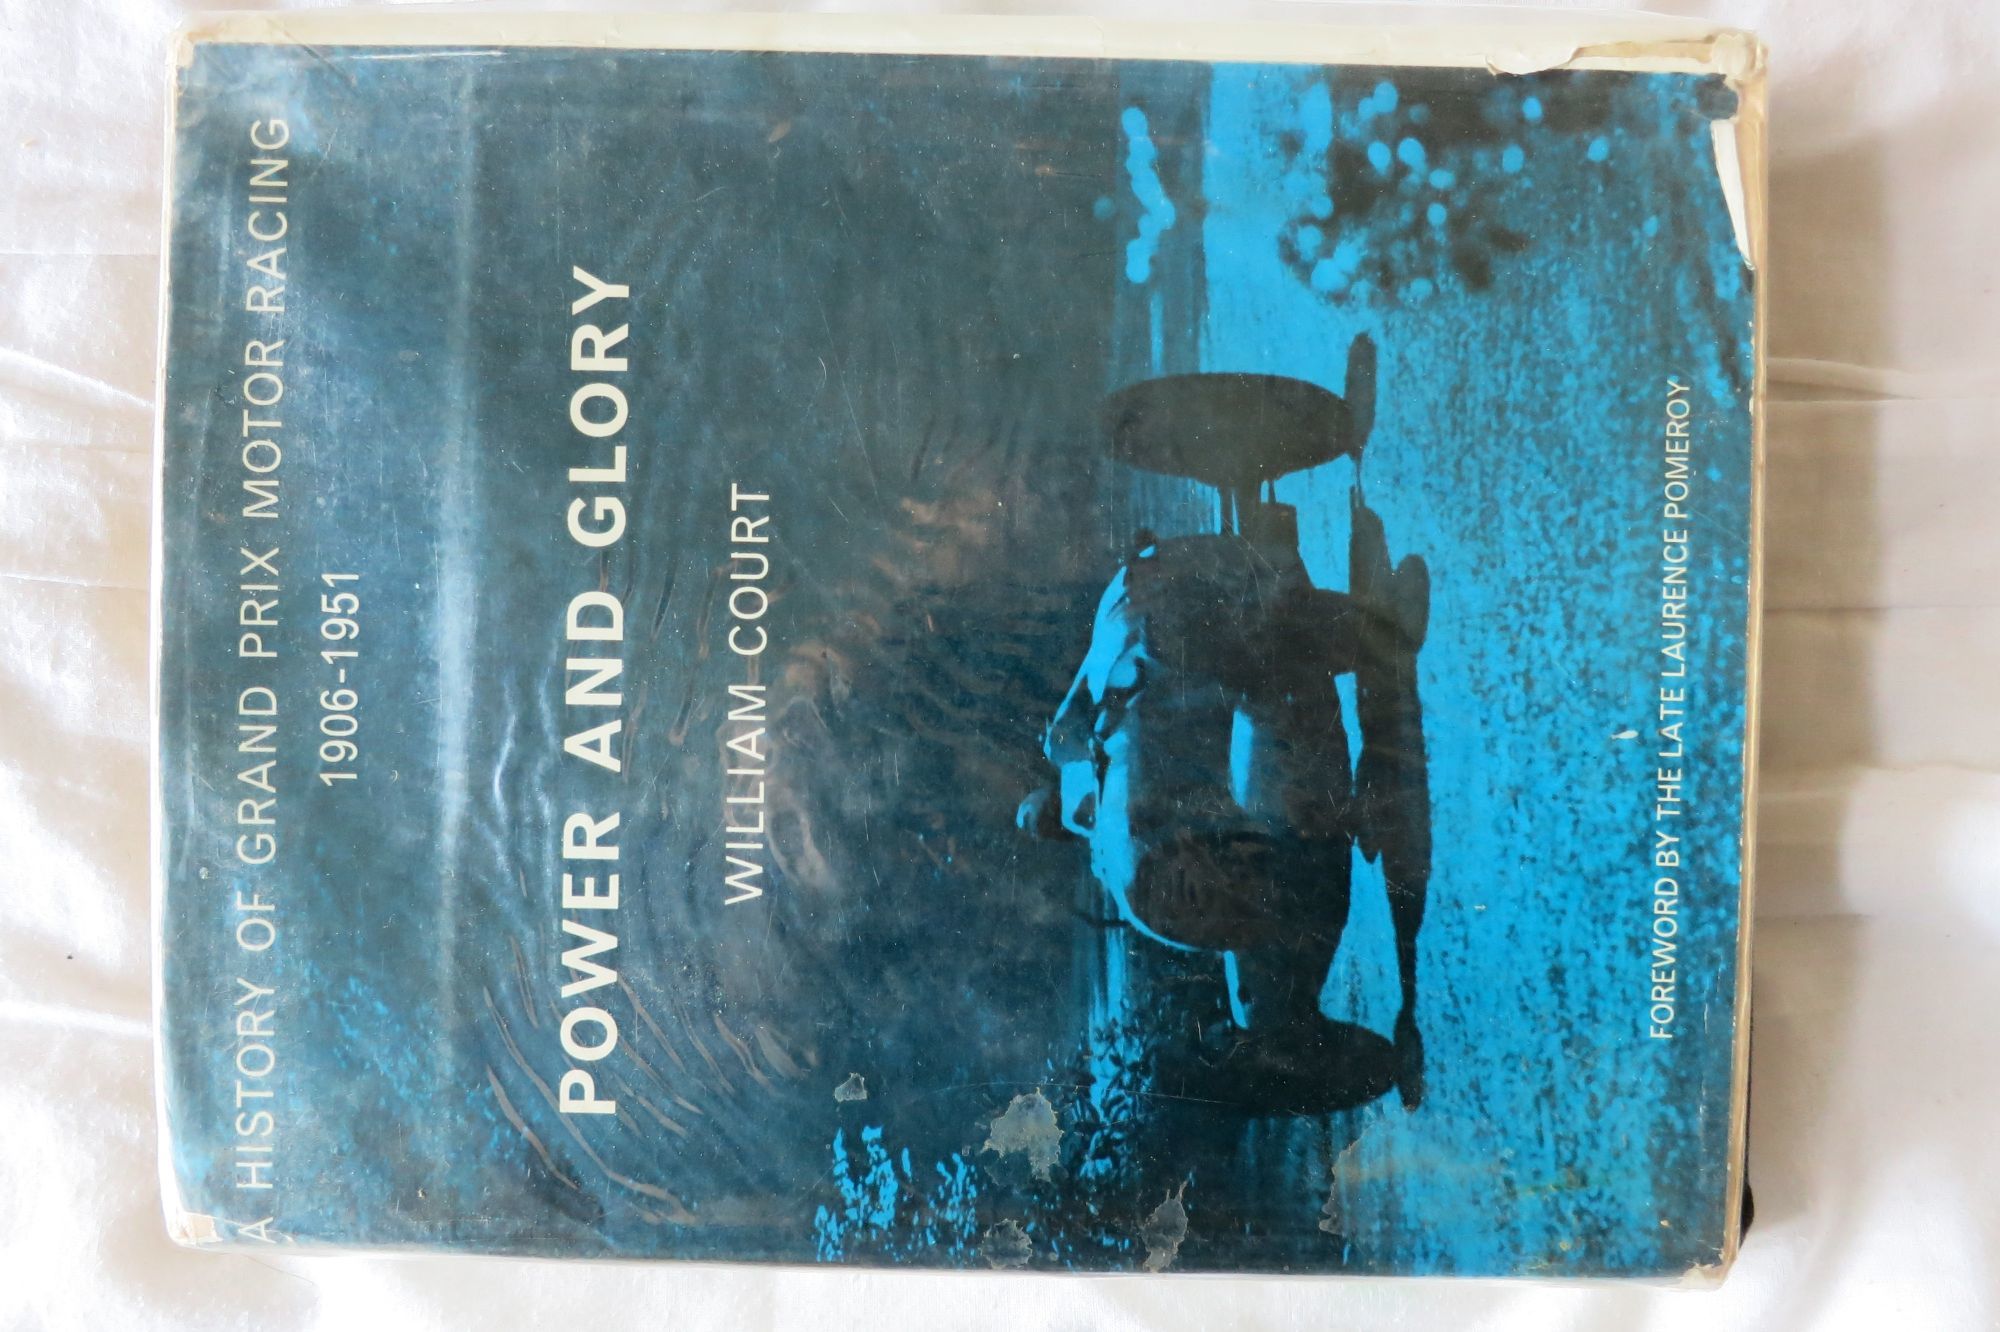 A HISTORY OF GRAND PRIX MOTOR RACING
1906-1951
POWER AND GLORY
WILLIAM COURT
FOREWORD BY THE LATE LAURENCE POMEROY